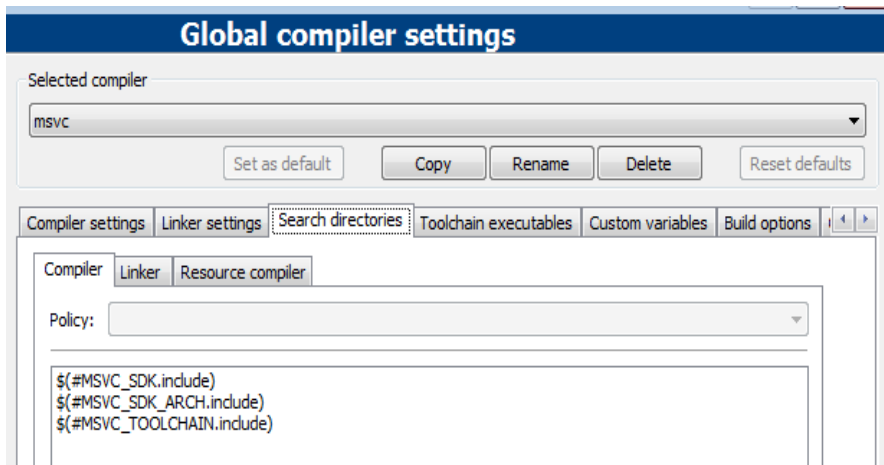 Global compiler settings
Selected compiler
msvc
Set as default Copy Rename Delete Reset defaults
Compiler settings Linker settings Search directories Toolchain executables Custom variables Build options
Compiler Linker Resource compiler
Policy:
$(#MSVC_SDK.include)
$(#MSVC_SDK_ARCH.include)
$(#MSVC_TOOLCHAIN.include)